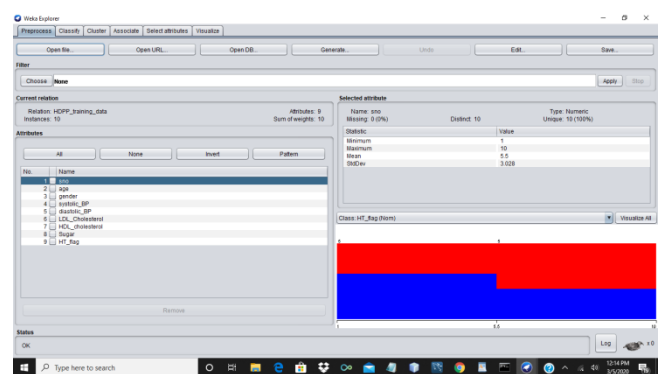 Weka Explorer
Preprocess Classify Cluster Associate Select attributes Visualize
Open file... Open URL... Open DB... Generate... Undo Edit... Save...
Filter
Choose None Apply Stop
Current relation
Relation: HDPP_training_data Attributes: 9
Instances: 10 Sum of weights: 10
Selected attribute
Name: sno Type: Numeric
Missing: 0 (0%) Distinct: 10 Unique: 10 (100%)
Statistic Value
Minimum 1
Maximum 10
Mean 5.5
StdDev 3.028
Attributes
All None Invert Pattern
No. Name
1 sno
2 age
3 gender
4 systolic_BP
5 diastolic_BP
6 LDL_Cholesterol
7 HDL_cholesterol
8 Sugar
9 HT_flag
Remove
Class: HT_flag (Nom) Visualize All
1 5.5 10
Status
OK Log x 0
Type here to search
12:14 PM
3/5/2020